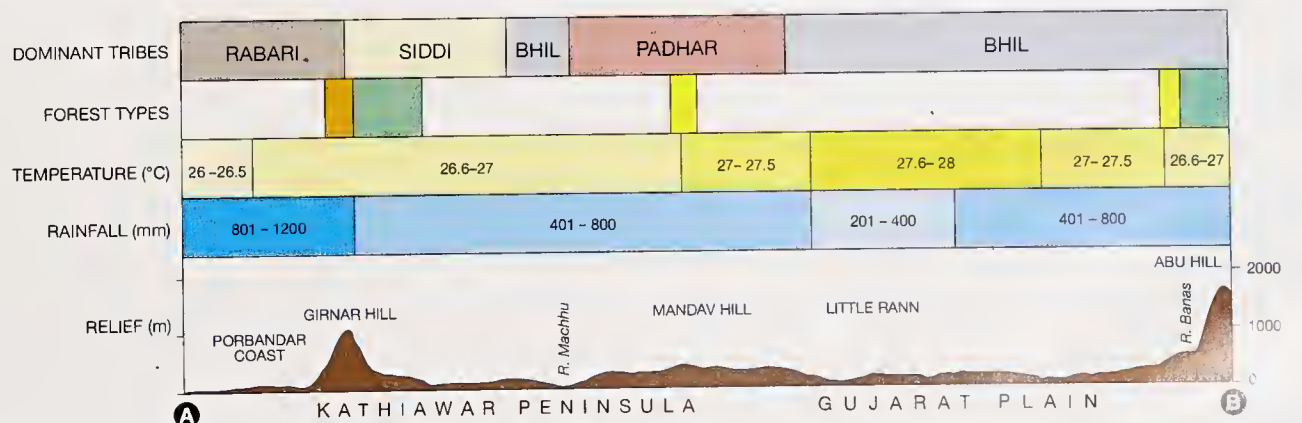 DOMINANT TRIBES
RABARI
SIDDI
BHIL
PADHAR
BHIL
FOREST TYPES
TEMPERATURE (°C)
26 –26.5
26.6–27
27– 27.5
27.6– 28
27– 27.5
26.6–27
RAINFALL (mm)
801 – 1200
401 – 800
201 – 400
401 – 800
RELIEF (m)
PORBANDAR
COAST
GIRNAR HILL
R. Machhu
MANDAV HILL
LITTLE RANN
R. Banas
ABU HILL
2000
1000
0
A
KATHIAWAR PENINSULA
GUJARAT PLAIN
B